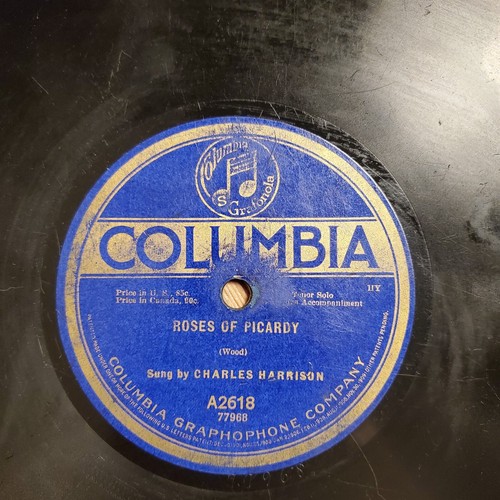 Columbia
Grafonola
COLUMBIA
Price in U. S., 85c.
Price in Canada, 90c.
HY
Tenor Solo
Accompaniment
ROSES OF PICARDY
(Wood)
Sung by CHARLES HARRISON
A2618
77968
COLUMBIA GRAPHOPHONE COMPANY